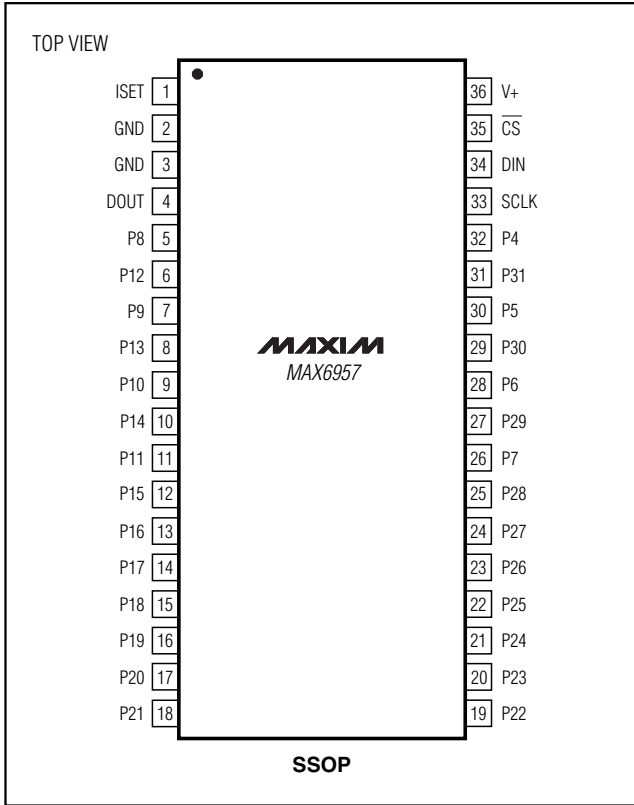 TOP VIEW
ISET 1 36 V+
GND 2 35 C̅S̅
GND 3 34 DIN
DOUT 4 33 SCLK
P8 5 32 P4
P12 6 31 P31
P9 7 30 P5
P13 8 29 P30
MAXIM
MAX6957
P10 9 28 P6
P14 10 27 P29
P11 11 26 P7
P15 12 25 P28
P16 13 24 P27
P17 14 23 P26
P18 15 22 P25
P19 16 21 P24
P20 17 20 P23
P21 18 19 P22
SSOP